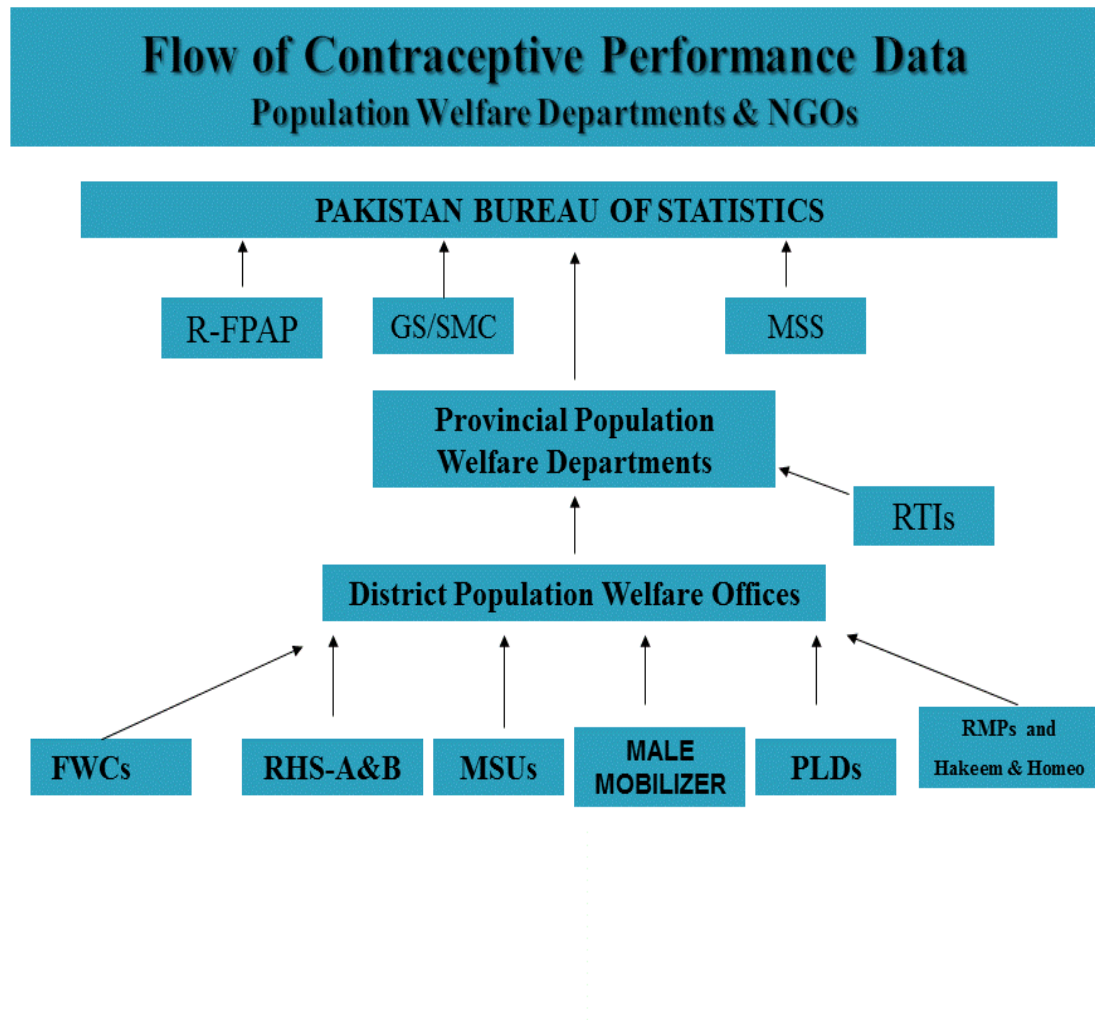 Flow of Contraceptive Performance Data
Population Welfare Departments & NGOs
PAKISTAN BUREAU OF STATISTICS
R-FPAP
GS/SMC
MSS
Provincial Population
Welfare Departments
RTIs
District Population Welfare Offices
FWCs
RHS-A&B
MSUs
MALE
MOBILIZER
PLDs
RMPs and
Hakeem & Homeo